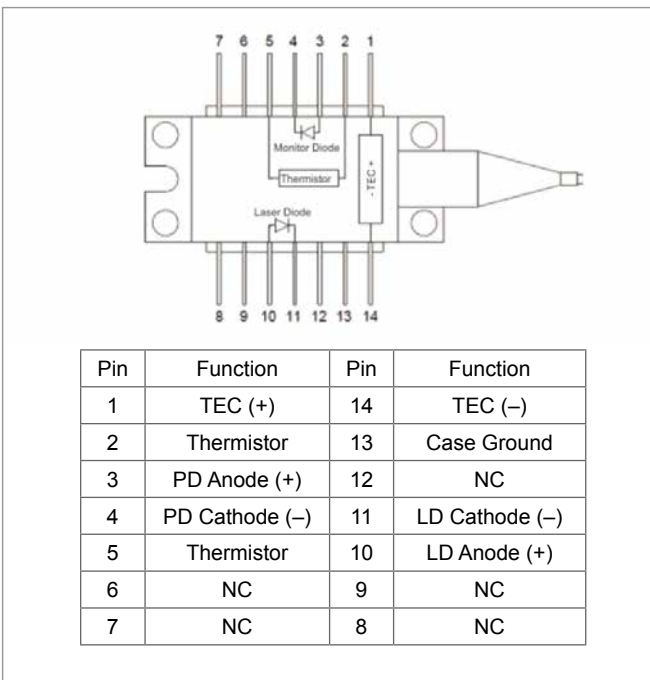 7 6 5 4 3 2 1
Monitor Diode
Thermistor
- TEC +
Laser Diode
8 9 10 11 12 13 14
Pin Function Pin Function
1 TEC (+) 14 TEC (–)
2 Thermistor 13 Case Ground
3 PD Anode (+) 12 NC
4 PD Cathode (–) 11 LD Cathode (–)
5 Thermistor 10 LD Anode (+)
6 NC 9 NC
7 NC 8 NC